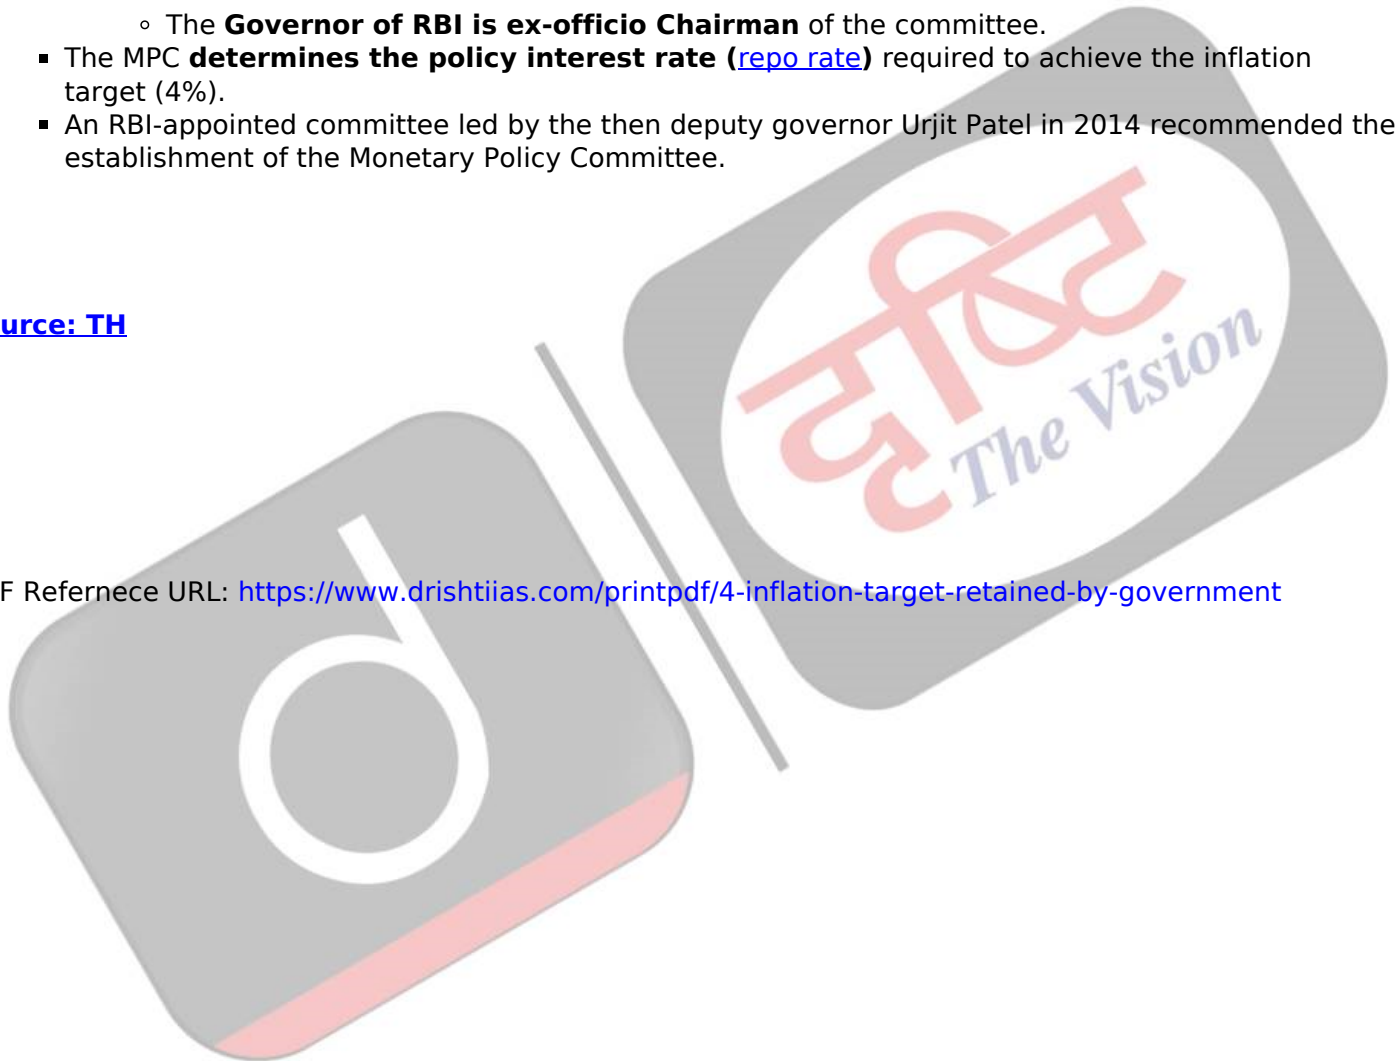 The Governor of RBI is ex-officio Chairman of the committee.
The MPC determines the policy interest rate (repo rate) required to achieve the inflation
target (4%).
An RBI-appointed committee led by the then deputy governor Urjit Patel in 2014 recommended the
establishment of the Monetary Policy Committee.
दृष्टि
The Vision
urce: TH
d
F Refernece URL: https://www.drishtiias.com/printpdf/4-inflation-target-retained-by-government